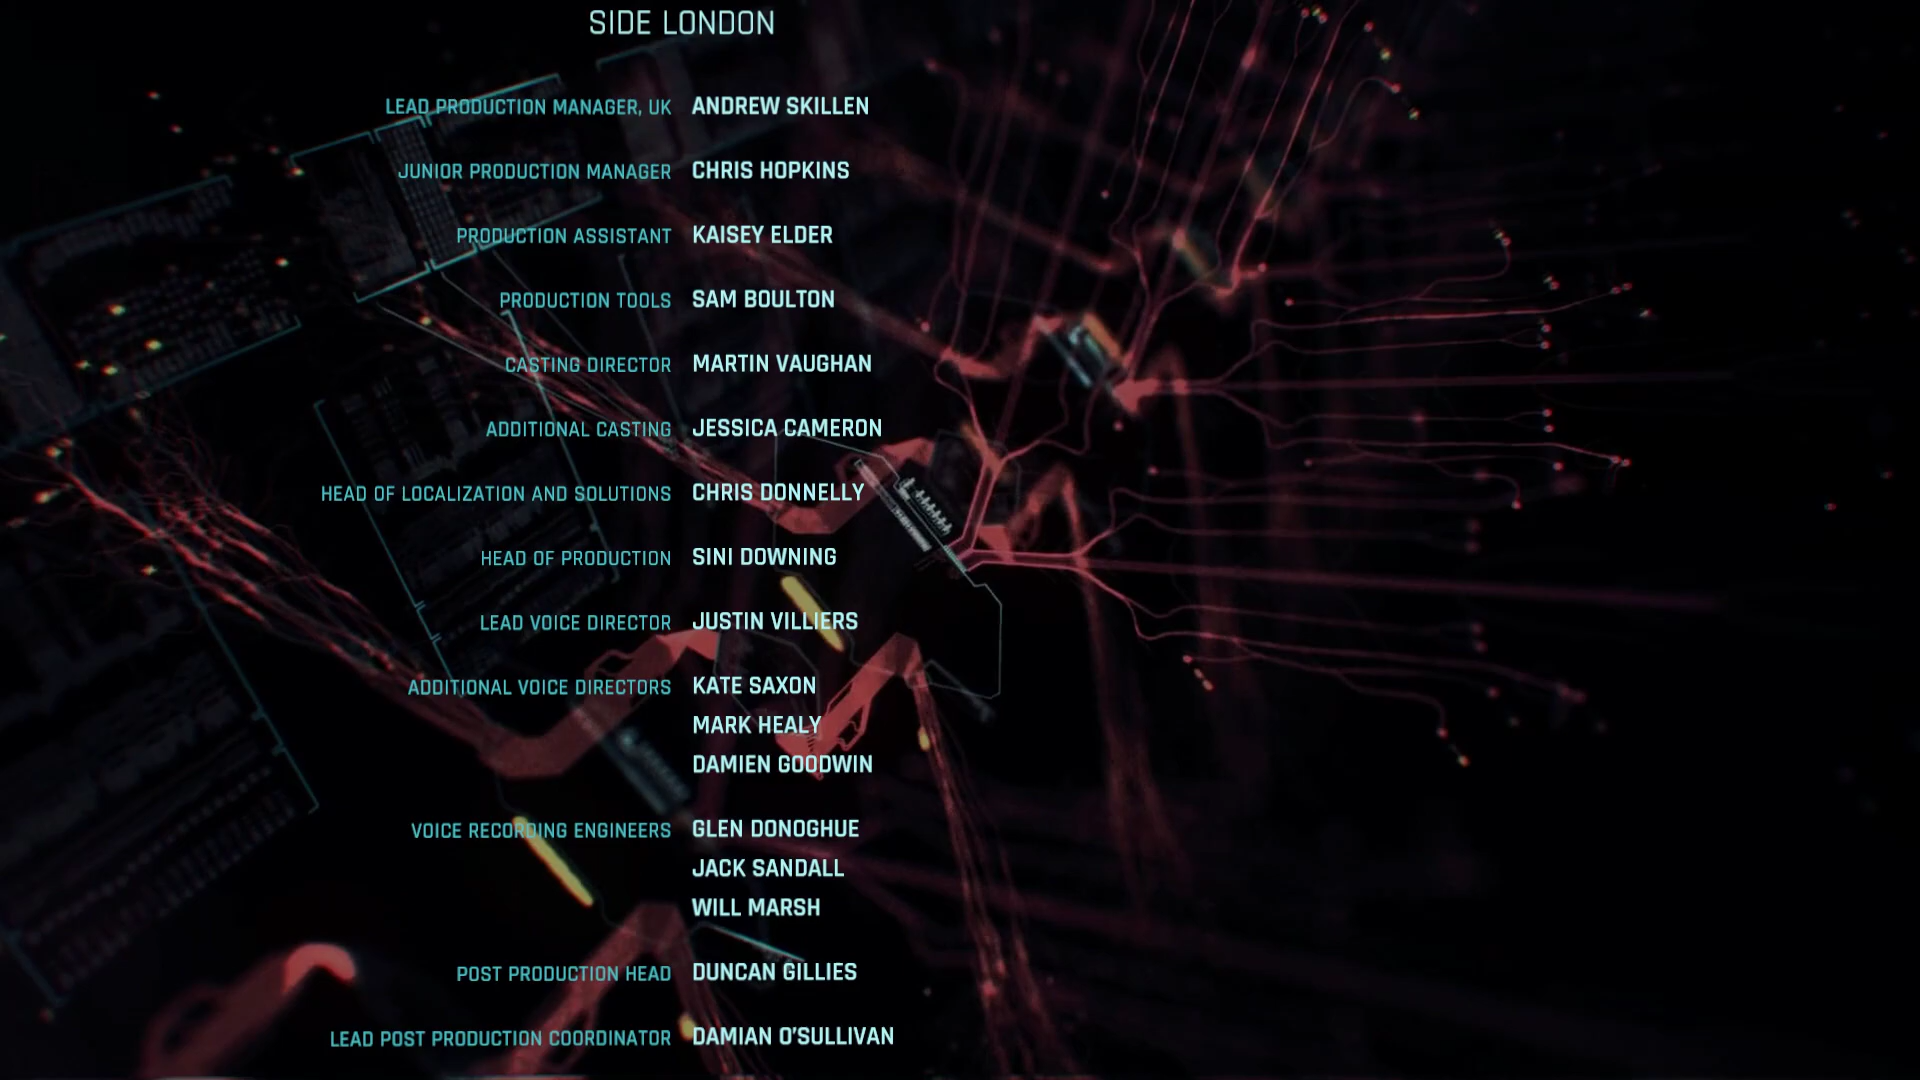 SIDE LONDON
LEAD PRODUCTION MANAGER, UK ANDREW SKILLEN
JUNIOR PRODUCTION MANAGER CHRIS HOPKINS
PRODUCTION ASSISTANT KAISEY ELDER
PRODUCTION TOOLS SAM BOULTON
CASTING DIRECTOR MARTIN VAUGHAN
ADDITIONAL CASTING JESSICA CAMERON
HEAD OF LOCALIZATION AND SOLUTIONS CHRIS DONNELLY
HEAD OF PRODUCTION SINI DOWNING
LEAD VOICE DIRECTOR JUSTIN VILLIERS
ADDITIONAL VOICE DIRECTORS KATE SAXON
MARK HEALY
DAMIEN GOODWIN
VOICE RECORDING ENGINEERS GLEN DONOGHUE
JACK SANDALL
WILL MARSH
POST PRODUCTION HEAD DUNCAN GILLIES
LEAD POST PRODUCTION COORDINATOR DAMIAN O'SULLIVAN